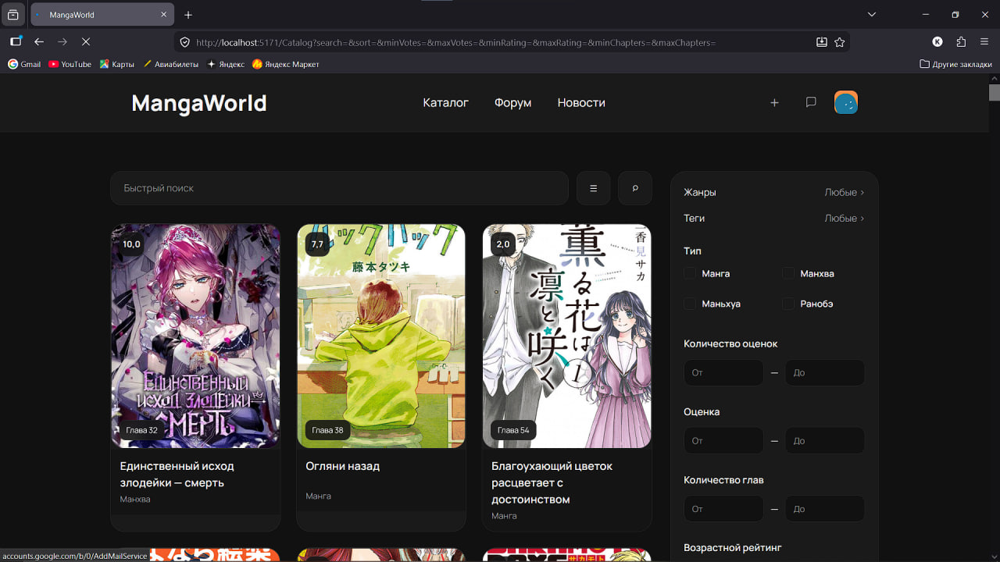 MangaWorld
K
http://localhost:5171/Catalog?search=&sort=&minVotes=&maxVotes=&minRating=&maxRating=&minChapters=&maxChapters=
Gmail YouTube Карты Авиабилеты Яндекс Яндекс Маркет Другие закладки
MangaWorld Каталог Форум Новости
Быстрый поиск
Жанры Любые ›
Теги Любые ›
Тип
Манга Манхва
Маньхуа Ранобэ
Количество оценок
От — До
Оценка
От — До
Количество глав
От — До
Возрастной рейтинг
10,0
ЕДИНСТВЕННЫЙ
ИСХОД ЗЛОДЕЙКИ
СМЕРТЬ
Глава 32
Единственный исход
злодейки — смерть
Манхва
7,7
ックバック
藤本タツキ
Глава 38
Огляни назад
Манга
2,0
薫る花は
凛と咲く
香見サカ
1
Глава 54
Благоухающий цветок
расцветает с
достоинством
Манга
accounts.google.com/b/0/AddMailService